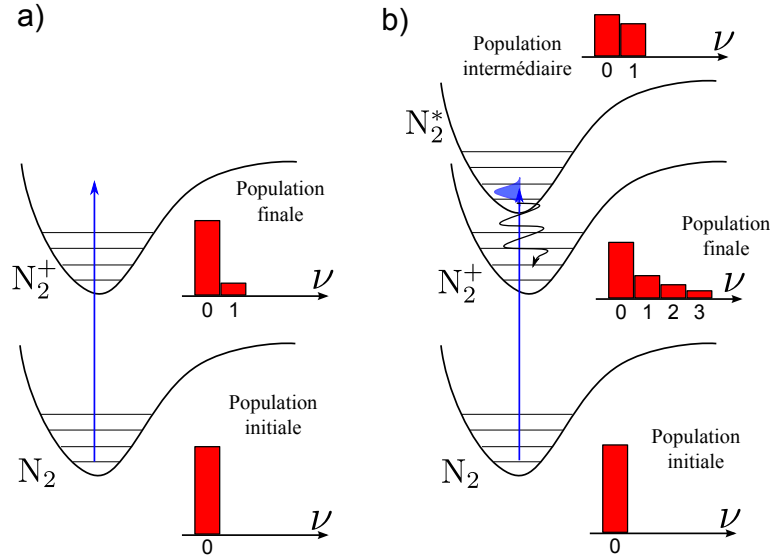 a)
N₂⁺
Population
finale
ν
0 1
N₂
Population
initiale
ν
0
b)
Population
intermédiaire
ν
0 1
N₂*
N₂⁺
Population
finale
ν
0 1 2 3
N₂
Population
initiale
ν
0